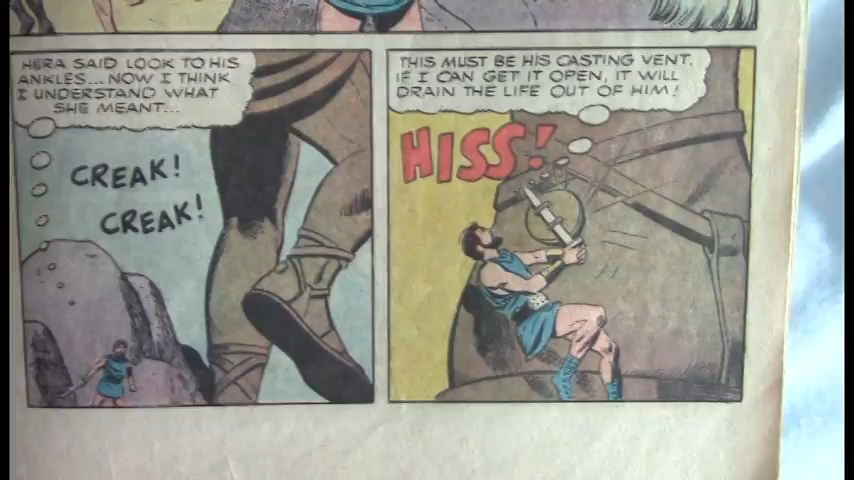 HERA SAID LOOK TO HIS
ANKLES... NOW I THINK
I UNDERSTAND WHAT
SHE MEANT...
CREAK!
CREAK!
THIS MUST BE HIS CASTING VENT.
IF I CAN GET IT OPEN, IT WILL
DRAIN THE LIFE OUT OF HIM!
HISS!